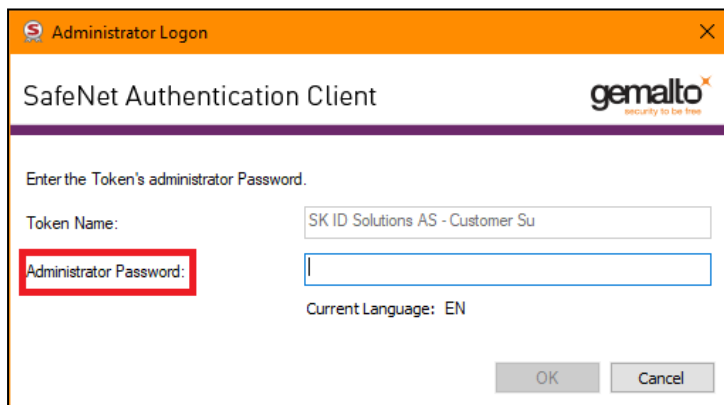 Administrator Logon
SafeNet Authentication Client
gemalto
security to be free
Enter the Token's administrator Password.
Token Name:
SK ID Solutions AS - Customer Su
Administrator Password:
Current Language: EN
OK
Cancel